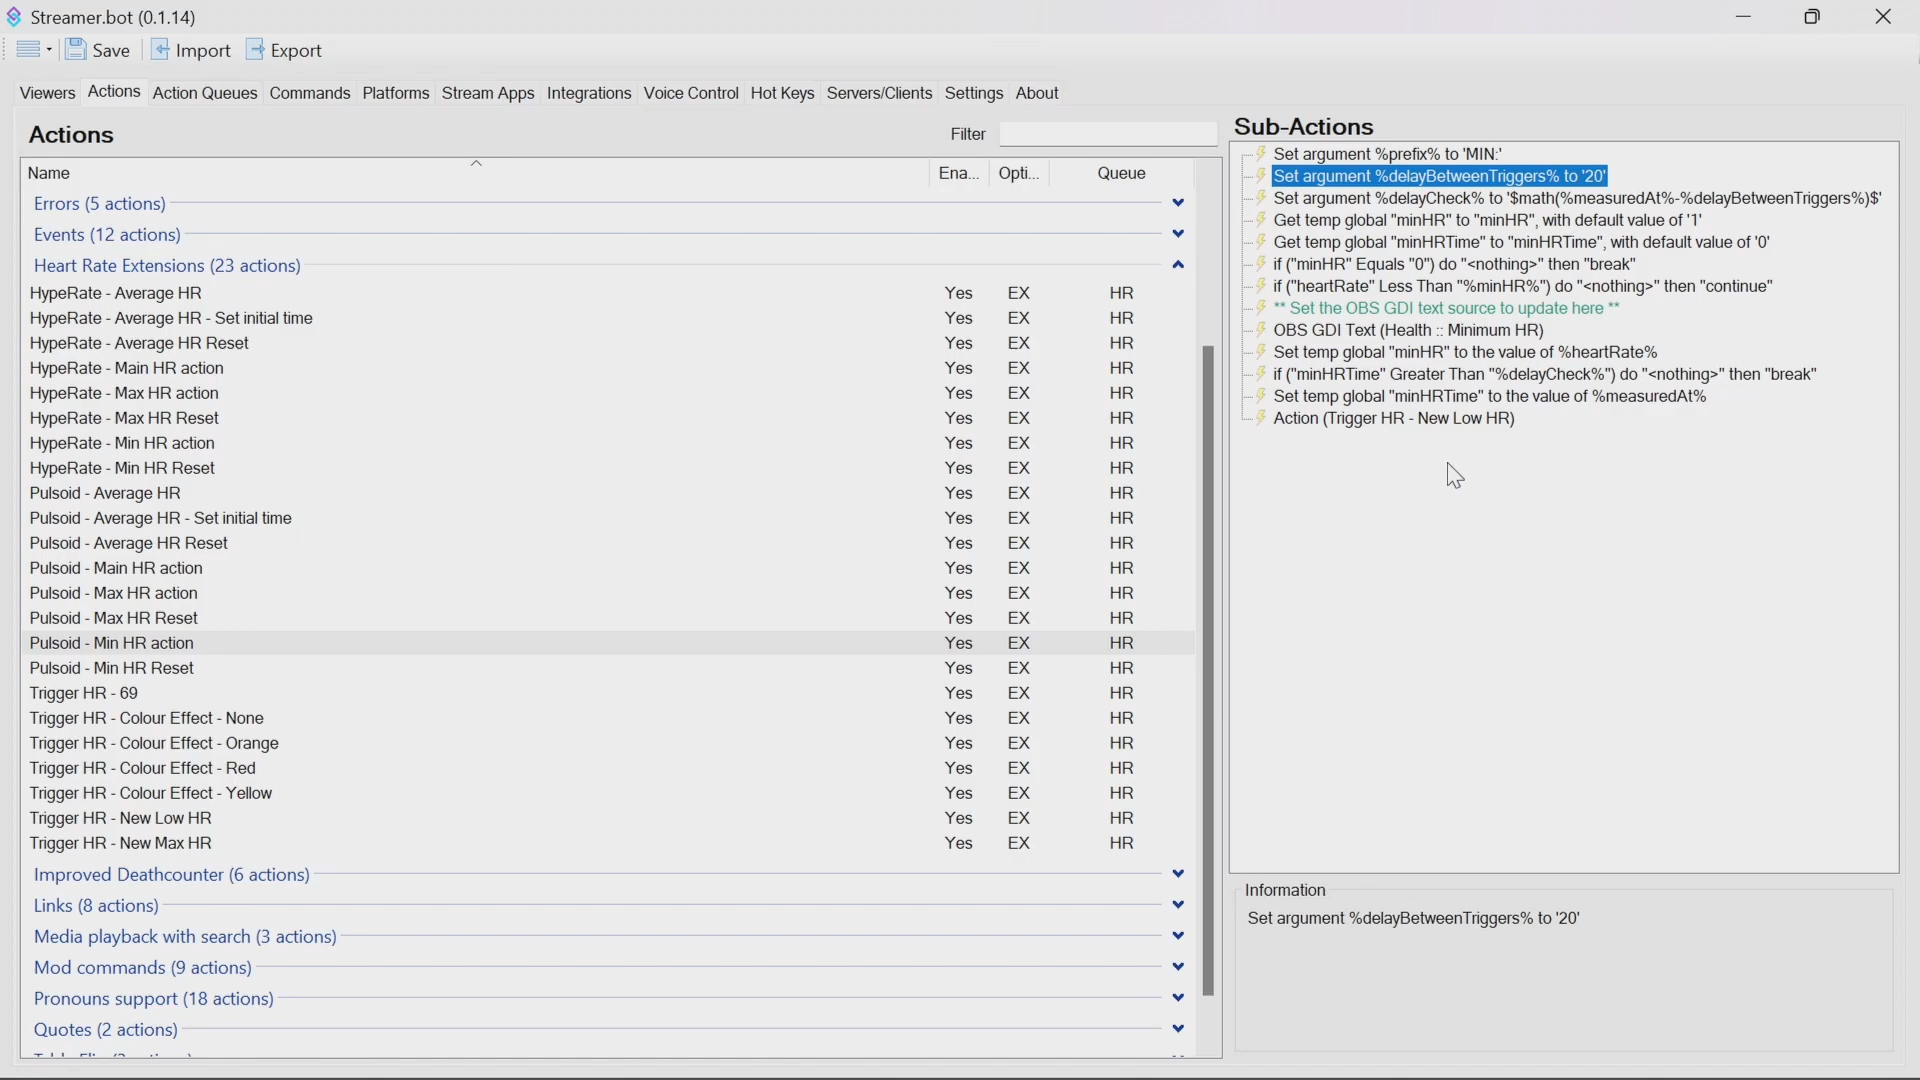 Streamer.bot (0.1.14)
Save Import Export
Viewers Actions Action Queues Commands Platforms Stream Apps Integrations Voice Control Hot Keys Servers/Clients Settings About
Actions
Filter
Name Ena... Opti... Queue
Errors (5 actions)
Events (12 actions)
Heart Rate Extensions (23 actions)
HypeRate - Average HR Yes EX HR
HypeRate - Average HR - Set initial time Yes EX HR
HypeRate - Average HR Reset Yes EX HR
HypeRate - Main HR action Yes EX HR
HypeRate - Max HR action Yes EX HR
HypeRate - Max HR Reset Yes EX HR
HypeRate - Min HR action Yes EX HR
HypeRate - Min HR Reset Yes EX HR
Pulsoid - Average HR Yes EX HR
Pulsoid - Average HR - Set initial time Yes EX HR
Pulsoid - Average HR Reset Yes EX HR
Pulsoid - Main HR action Yes EX HR
Pulsoid - Max HR action Yes EX HR
Pulsoid - Max HR Reset Yes EX HR
Pulsoid - Min HR action Yes EX HR
Pulsoid - Min HR Reset Yes EX HR
Trigger HR - 69 Yes EX HR
Trigger HR - Colour Effect - None Yes EX HR
Trigger HR - Colour Effect - Orange Yes EX HR
Trigger HR - Colour Effect - Red Yes EX HR
Trigger HR - Colour Effect - Yellow Yes EX HR
Trigger HR - New Low HR Yes EX HR
Trigger HR - New Max HR Yes EX HR
Improved Deathcounter (6 actions)
Links (8 actions)
Media playback with search (3 actions)
Mod commands (9 actions)
Pronouns support (18 actions)
Quotes (2 actions)
Sub-Actions
Set argument %prefix% to 'MIN:'
Set argument %delayBetweenTriggers% to '20'
Set argument %delayCheck% to '$math(%measuredAt%-%delayBetweenTriggers%)$'
Get temp global "minHR" to "minHR", with default value of '1'
Get temp global "minHRTime" to "minHRTime", with default value of '0'
if ("minHR" Equals "0") do "<nothing>" then "break"
if ("heartRate" Less Than "%minHR%") do "<nothing>" then "continue"
** Set the OBS GDI text source to update here **
OBS GDI Text (Health :: Minimum HR)
Set temp global "minHR" to the value of %heartRate%
if ("minHRTime" Greater Than "%delayCheck%") do "<nothing>" then "break"
Set temp global "minHRTime" to the value of %measuredAt%
Action (Trigger HR - New Low HR)
Information
Set argument %delayBetweenTriggers% to '20'